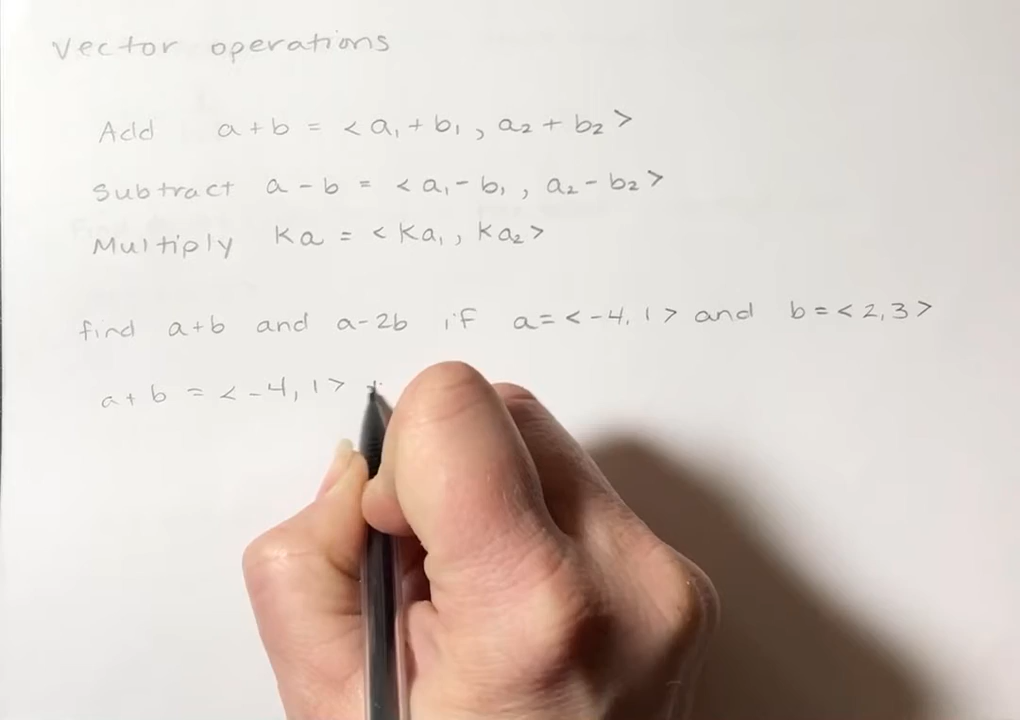 Vector operations
Add a + b = < a₁ + b₁ , a₂ + b₂ >
Subtract a - b = < a₁ - b₁ , a₂ - b₂ >
Multiply Ka = < Ka₁ , Ka₂ >
find a+b and a-2b if a = < -4, 1 > and b = < 2, 3 >
a + b = < -4, 1 > +